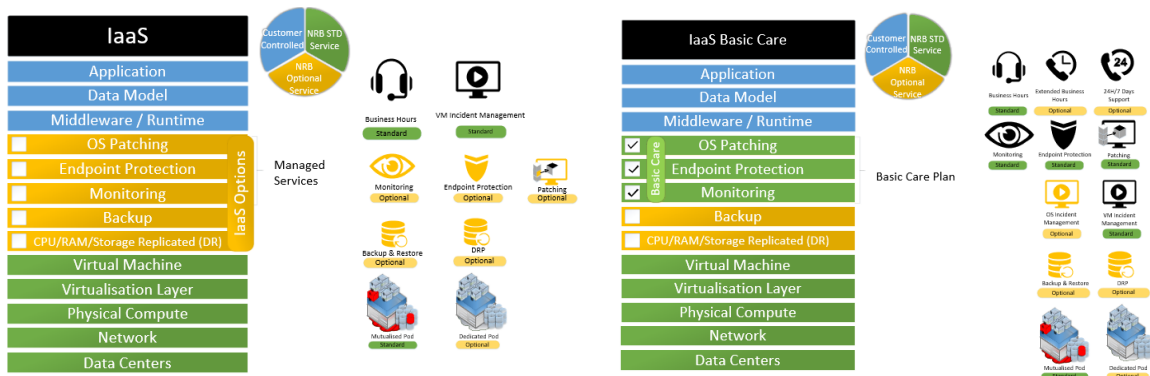 IaaS
Application
Data Model
Middleware / Runtime
OS Patching
Endpoint Protection
Monitoring
Backup
CPU/RAM/Storage Replicated (DR)
IaaS Options
Virtual Machine
Virtualisation Layer
Physical Compute
Network
Data Centers
Managed
Services
Customer
Controlled
NRB STD
Service
NRB
Optional
Service
Business Hours
Standard
VM Incident Management
Standard
Monitoring
Optional
Endpoint Protection
Optional
Patching
Optional
Backup & Restore
Optional
DRP
Optional
Mutualised Pod
Standard
Dedicated Pod
Optional
IaaS Basic Care
Application
Data Model
Middleware / Runtime
OS Patching
Endpoint Protection
Monitoring
Basic Care
Backup
CPU/RAM/Storage Replicated (DR)
Virtual Machine
Virtualisation Layer
Physical Compute
Network
Data Centers
Basic Care Plan
Customer
Controlled
NRB STD
Service
NRB
Optional
Service
Business Hours
Standard
Extended Business
Hours
Optional
24
24H/7 Days
Support
Optional
Monitoring
Standard
Endpoint Protection
Standard
Patching
Standard
OS Incident
Management
Optional
VM Incident
Management
Standard
Backup & Restore
Optional
DRP
Optional
Mutualised Pod
Standard
Dedicated Pod
Optional